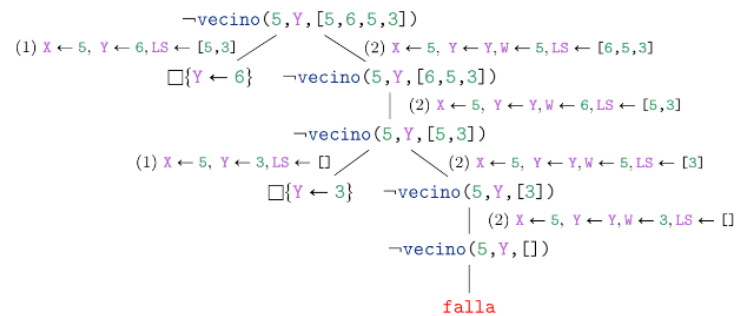 ¬vecino(5,Y,[5,6,5,3])
(1) X ← 5, Y ← 6,LS ← [5,3] (2) X ← 5, Y ← Y,W ← 5,LS ← [6,5,3]
□{Y ← 6} ¬vecino(5,Y,[6,5,3])
(2) X ← 5, Y ← Y,W ← 6,LS ← [5,3]
¬vecino(5,Y,[5,3])
(1) X ← 5, Y ← 3,LS ← [] (2) X ← 5, Y ← Y,W ← 5,LS ← [3]
□{Y ← 3} ¬vecino(5,Y,[3])
(2) X ← 5, Y ← Y,W ← 3,LS ← []
¬vecino(5,Y,[])
falla